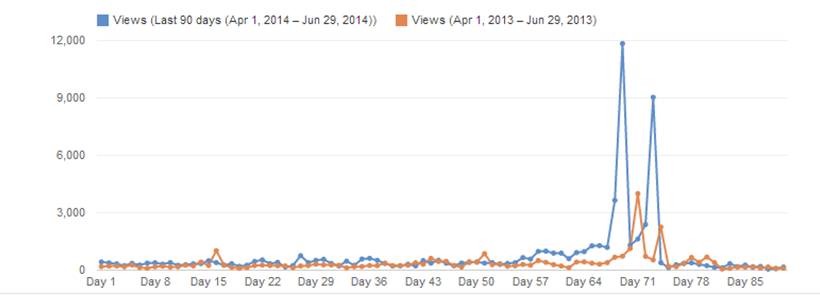 Views (Last 90 days (Apr 1, 2014 – Jun 29, 2014)) Views (Apr 1, 2013 – Jun 29, 2013)
12,000
9,000
6,000
3,000
0
Day 1 Day 8 Day 15 Day 22 Day 29 Day 36 Day 43 Day 50 Day 57 Day 64 Day 71 Day 78 Day 85